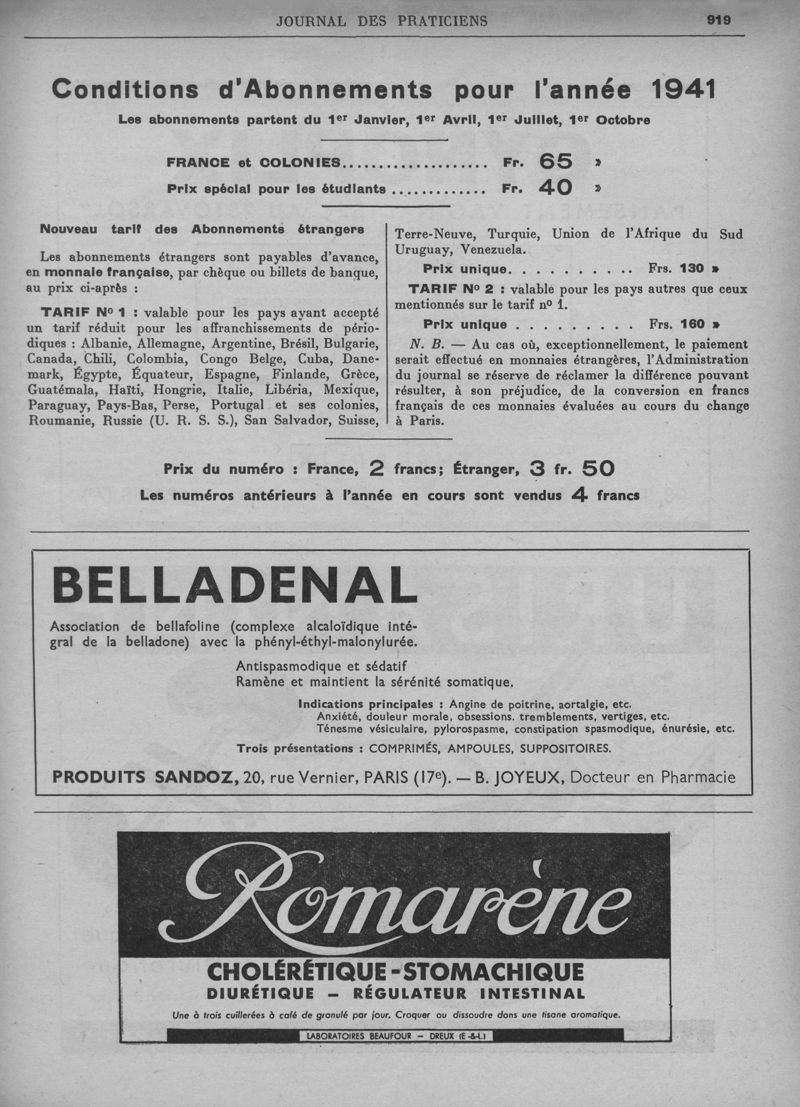 JOURNAL DES PRATICIENS 919
Conditions d'Abonnements pour l'année 1941
Les abonnements partent du 1er Janvier, 1er Avril, 1er Juillet, 1er Octobre
FRANCE et COLONIES.................... Fr. 65 »
Prix spécial pour les étudiants ............. Fr. 40 »
Nouveau tarif des Abonnements étrangers
Les abonnements étrangers sont payables d'avance,
en monnaie française, par chèque ou billets de banque,
au prix ci-après :
TARIF No 1 : valable pour les pays ayant accepté
un tarif réduit pour les affranchissements de pério-
diques : Albanie, Allemagne, Argentine, Brésil, Bulgarie,
Canada, Chili, Colombia, Congo Belge, Cuba, Dane-
mark, Égypte, Équateur, Espagne, Finlande, Grèce,
Guatémala, Haïti, Hongrie, Italie, Libéria, Mexique,
Paraguay, Pays-Bas, Perse, Portugal et ses colonies,
Roumanie, Russie (U. R. S. S.), San Salvador, Suisse,
Terre-Neuve, Turquie, Union de l'Afrique du Sud
Uruguay, Venezuela.
Prix unique. . . . . . . . . . Frs. 130 »
TARIF No 2 : valable pour les pays autres que ceux
mentionnés sur le tarif no 1.
Prix unique . . . . . . . . . Frs. 160 »
N. B. — Au cas où, exceptionnellement, le paiement
serait effectué en monnaies étrangères, l'Administration
du journal se réserve de réclamer la différence pouvant
résulter, à son préjudice, de la conversion en francs
français de ces monnaies évaluées au cours du change
à Paris.
Prix du numéro : France, 2 francs; Étranger, 3 fr. 50
Les numéros antérieurs à l'année en cours sont vendus 4 francs
BELLADENAL
Association de bellafoline (complexe alcaloïdique inté-
gral de la belladone) avec la phényl-éthyl-malonylurée.
Antispasmodique et sédatif
Ramène et maintient la sérénité somatique.
Indications principales : Angine de poitrine, aortalgie, etc.
Anxiété, douleur morale, obsessions. tremblements, vertiges, etc.
Ténesme vésiculaire, pylorospasme, constipation spasmodique, énurésie, etc.
Trois présentations : COMPRIMÉS, AMPOULES, SUPPOSITOIRES.
PRODUITS SANDOZ, 20, rue Vernier, PARIS (17e). — B. JOYEUX, Docteur en Pharmacie
Romarène
CHOLÉRÉTIQUE-STOMACHIQUE
DIURÉTIQUE — RÉGULATEUR INTESTINAL
Une à trois cuillerées à café de granulé par jour. Croquer ou dissoudre dans une tisane aromatique.
LABORATOIRES BEAUFOUR — DREUX (E-&-L)